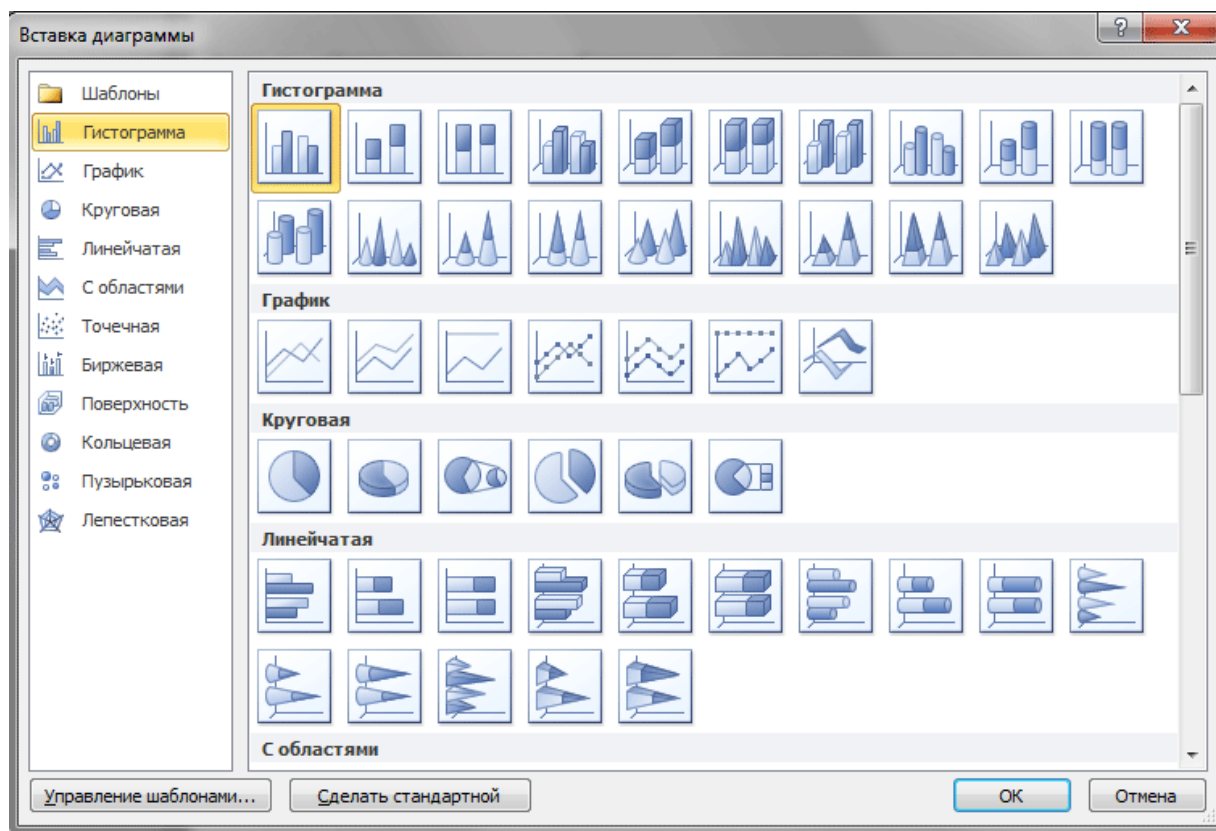 Вставка диаграммы
Шаблоны
Гистограмма
График
Круговая
Линейчатая
С областями
Точечная
Биржевая
Поверхность
Кольцевая
Пузырьковая
Лепестковая
Гистограмма
График
Круговая
Линейчатая
С областями
Управление шаблонами...
Сделать стандартной
ОК
Отмена